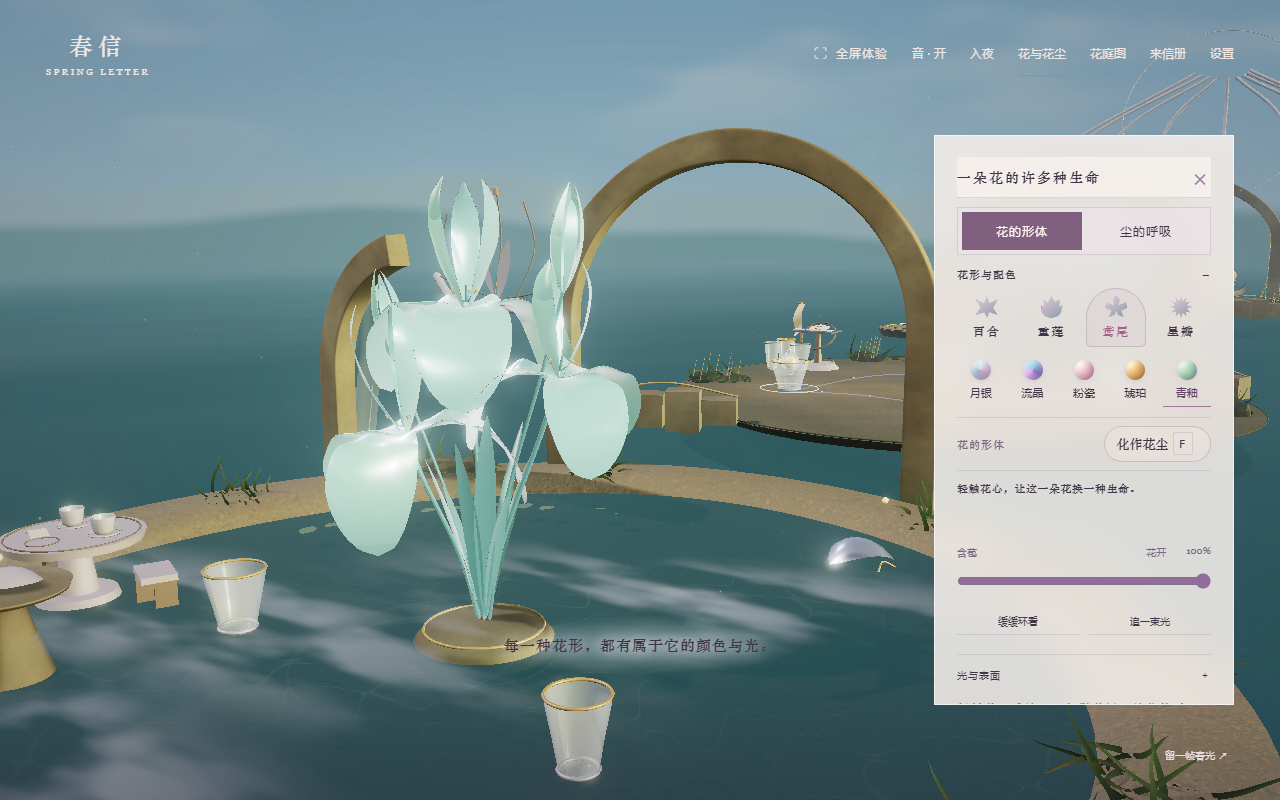 春信
SPRING LETTER
全屏体验 音·开 入夜 花与花尘 花庭图 来信册 设置
一朵花的许多种生命 ×
花的形体 尘的呼吸
花形与配色 −
百合 重莲 鸢尾 星瓣
月银 流晶 粉瓷 琥珀 青釉
花的形体 化作花尘 F
轻触花心，让这一朵花换一种生命。
含苞 花开 100%
缓缓环看 追一束光
每一种花形，都有属于它的颜色与光。
光与表面 +
留一帧春光 ↗